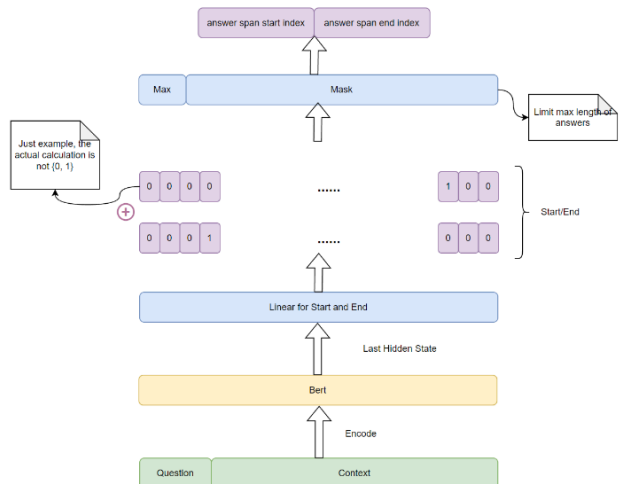 answer span start index answer span end index
Max Mask
Limit max length of
answers
Just example, the
actual calculation is
not {0, 1}
0 0 0 0 ...... 1 0 0
Start/End
0 0 0 1 ...... 0 0 0
Linear for Start and End
Last Hidden State
Bert
Encode
Question Context